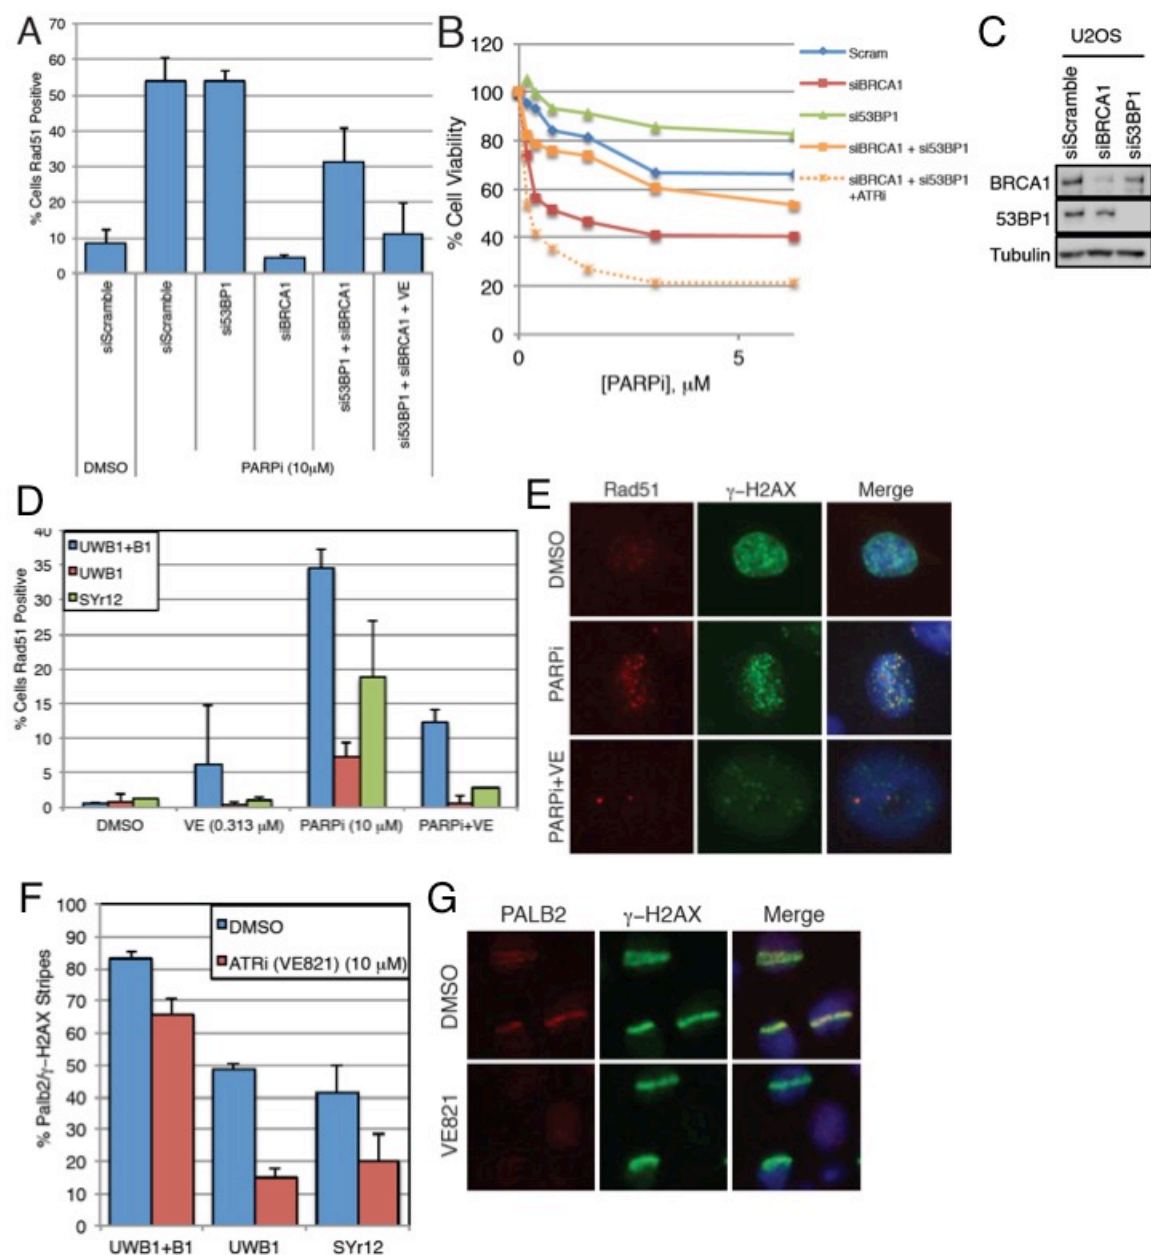 A
70
60
50
40
30
20
10
0
% Cells Rad51 Positive
siScramble
siScramble
si53BP1
siBRCA1
si53BP1 + siBRCA1
si53BP1 + siBRCA1 + VE
DMSO
PARPi (10μM)
B
120
100
80
60
40
20
0
% Cell Viability
0
5
[PARPi], μM
Scram
siBRCA1
si53BP1
siBRCA1 + si53BP1
siBRCA1 + si53BP1
+ATRi
C
U2OS
siScramble
siBRCA1
si53BP1
BRCA1
53BP1
Tubulin
D
40
35
30
25
20
15
10
5
0
% Cells Rad51 Positive
UWB1+B1
UWB1
SYr12
DMSO
VE (0.313 μM)
PARPi (10 μM)
PARPi+VE
E
Rad51
γ-H2AX
Merge
DMSO
PARPi
PARPi+VE
F
100
90
80
70
60
50
40
30
20
10
0
% Palb2/γ-H2AX Stripes
DMSO
ATRi (VE821) (10 μM)
UWB1+B1
UWB1
SYr12
G
PALB2
γ-H2AX
Merge
DMSO
VE821